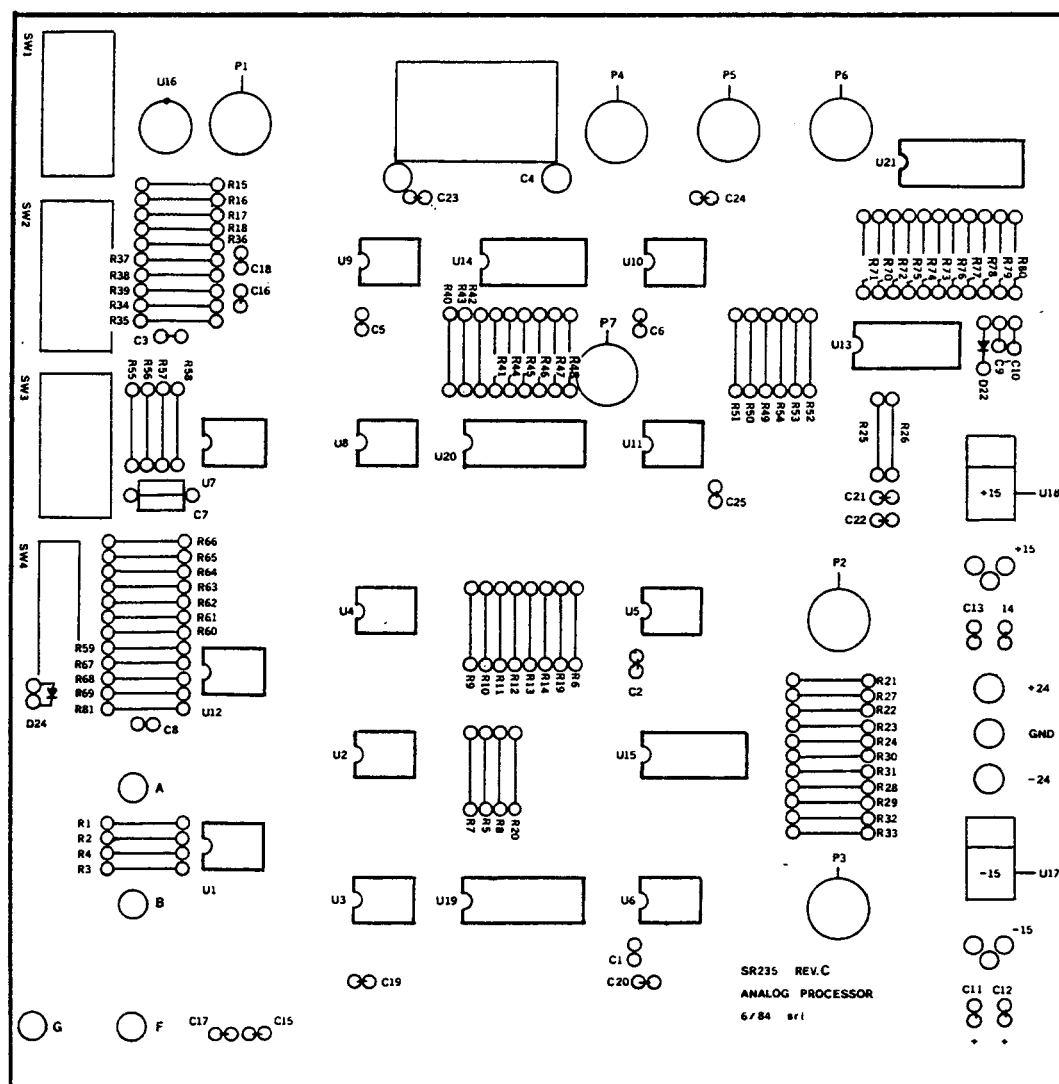 SW1
U16
P1
P4
P5
P6
U21
C4
C23
C24
SW2
R15
R16
R17
R18
R36
R37
R38
R39
R34
R35
C18
C16
C3
U9
U14
U10
R71
R70
R72
R75
R74
R73
R76
R77
R78
R79
R80
R40
R43
R42
C5
C6
P7
R41
R44
R45
R46
R47
R48
U13
C9
C10
D22
R55
R56
R57
R58
SW3
R51
R50
R49
R54
R53
R52
R25
R26
U7
U8
U20
U11
C7
C25
C21
C22
+15
U18
SW4
R66
R65
R64
R63
R62
R61
R60
R59
R67
R68
R69
R81
D24
C8
U12
U4
U5
P2
+15
C13
14
R9
R10
R11
R12
R13
R14
R19
R6
C2
R21
R27
R22
R23
R24
R30
R31
R28
R29
R32
R33
+24
GND
-24
U2
U15
A
R7
R5
R8
R20
R1
R2
R4
R3
U1
B
P3
-15
U17
U3
U19
U6
-15
C1
C19
C20
SR235 REV.C
ANALOG PROCESSOR
6/84 srl
C11
C12
G
F
C17
C15
+ +